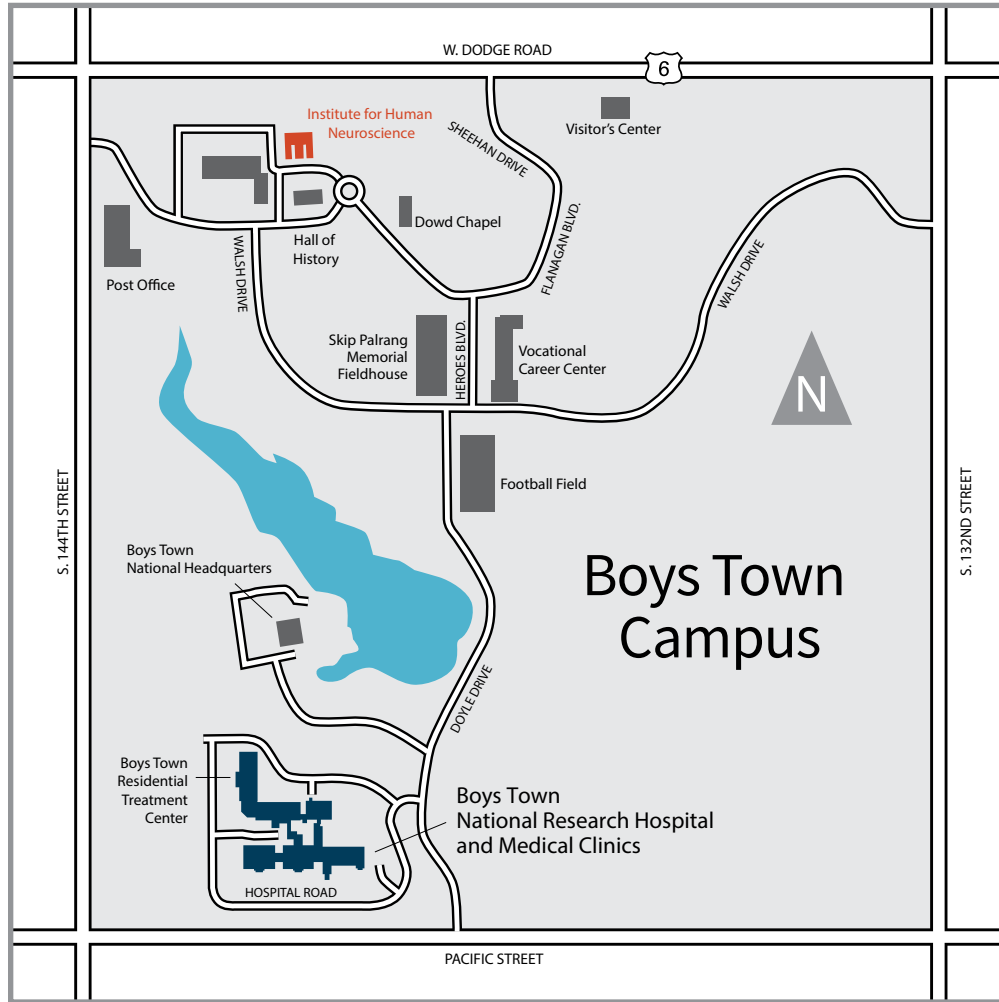 W. DODGE ROAD
6
Institute for Human
Neuroscience
SHEEHAN DRIVE
Visitor's Center
Dowd Chapel
FLANAGAN BLVD.
Hall of
History
WALSH DRIVE
WALSH DRIVE
Post Office
Skip Palrang
Memorial
Fieldhouse
HEROES BLVD.
Vocational
Career Center
N
S. 144TH STREET
Football Field
S. 132ND STREET
Boys Town
National Headquarters
Boys Town
Campus
DOYLE DRIVE
Boys Town
Residential
Treatment
Center
Boys Town
National Research Hospital
and Medical Clinics
HOSPITAL ROAD
PACIFIC STREET